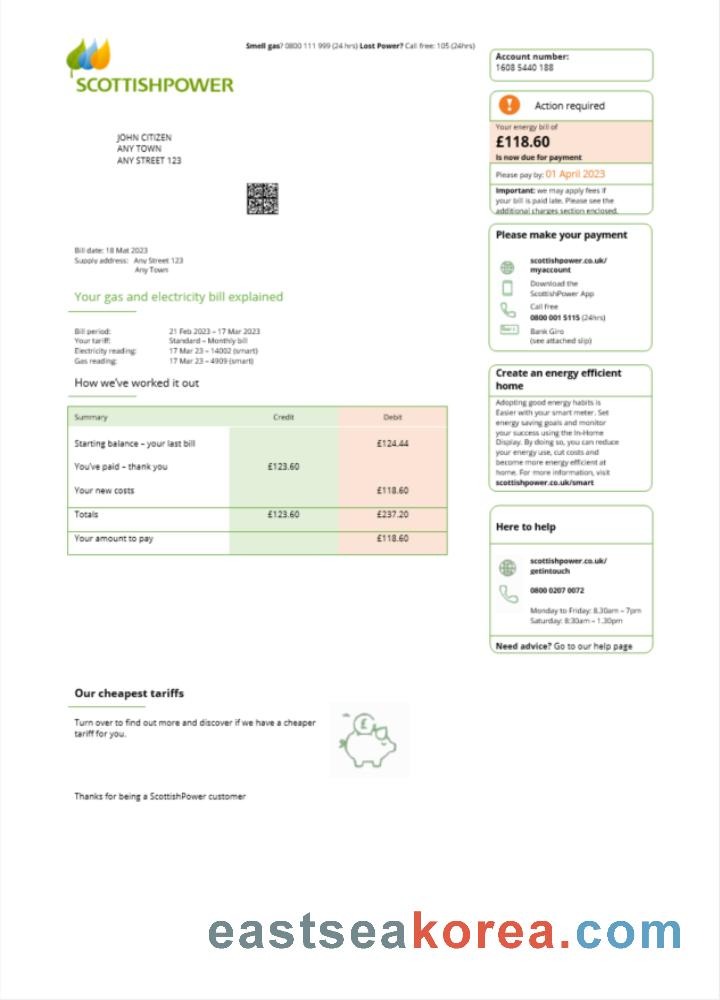 Smell gas? 0800 111 999 (24 hrs) Lost Power? Call free: 105 (24hrs)
SCOTTISHPOWER
JOHN CITIZEN
ANY TOWN
ANY STREET 123
Bill date: 18 Mat 2023
Supply address: Any Street 123
Any Town
Your gas and electricity bill explained
Bill period: 21 Feb 2023 – 17 Mar 2023
Your tariff: Standard – Monthly bill
Electricity reading: 17 Mar 23 – 14002 (smart)
Gas reading: 17 Mar 23 – 4909 (smart)
How we've worked it out
Summary Credit Debit
Starting balance – your last bill £124.44
You've paid – thank you £123.60
Your new costs £118.60
Totals £123.60 £237.20
Your amount to pay £118.60
Our cheapest tariffs
Turn over to find out more and discover if we have a cheaper
tariff for you.
£
Thanks for being a ScottishPower customer
Account number:
1608 5440 188
! Action required
Your energy bill of
£118.60
Is now due for payment
Please pay by: 01 April 2023
Important: we may apply fees if
your bill is paid late. Please see the
additional charges section enclosed.
Please make your payment
scottishpower.co.uk/
myaccount
Download the
ScottishPower App
Call free
0800 001 5115 (24hrs)
Bank Giro
(see attached slip)
Create an energy efficient
home
Adopting good energy habits is
Easier with your smart meter. Set
energy saving goals and monitor
your success using the In-Home
Display. By doing so, you can reduce
your energy use, cut costs and
become more energy efficient at
home. For more information, visit
scottishpower.co.uk/smart
Here to help
scottishpower.co.uk/
getintouch
0800 0207 0072
Monday to Friday: 8.30am – 7pm
Saturday: 8:30am – 1.30pm
Need advice? Go to our help page
eastseakorea.com